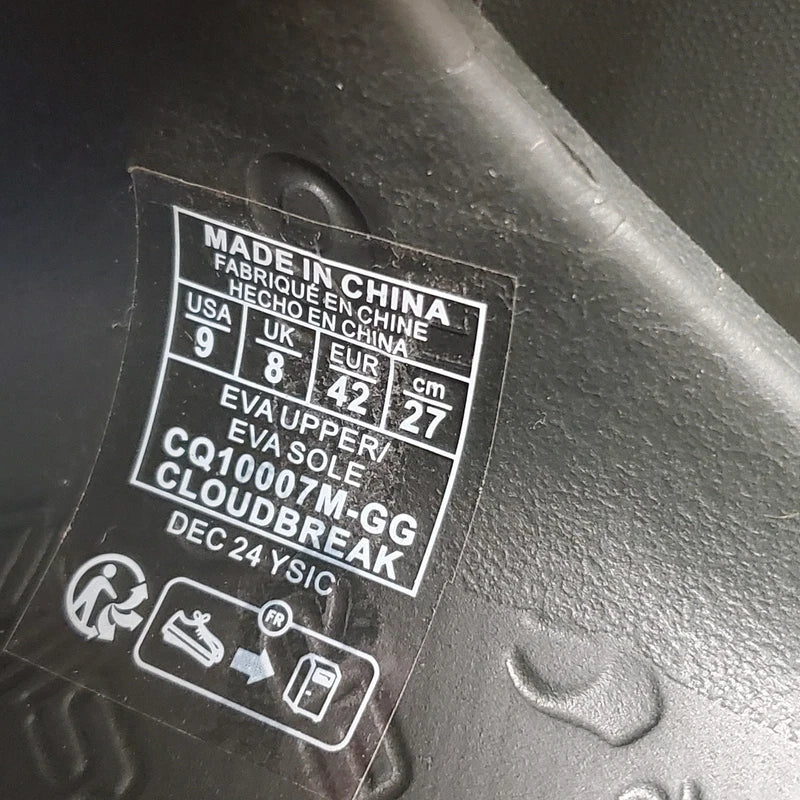 MADE IN CHINA
FABRIQUÉ EN CHINE
HECHO EN CHINA
USA UK EUR cm
9 8 42 27
EVA UPPER/
EVA SOLE
CQ10007M-GG
CLOUDBREAK
DEC 24 YSIC
FR